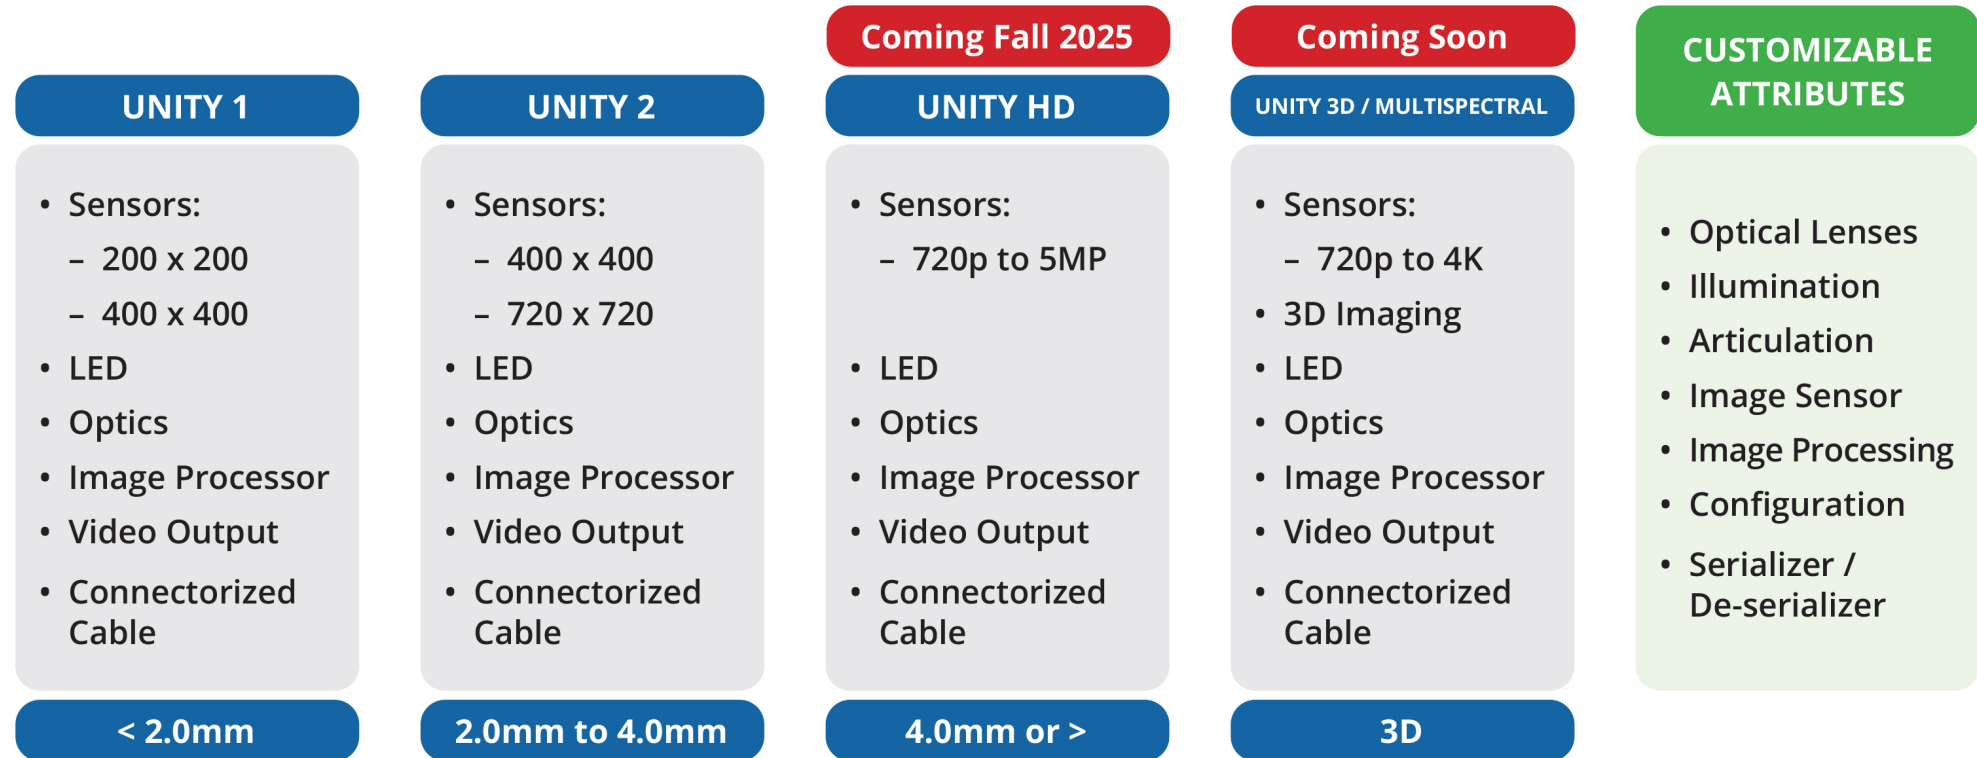 UNITY 1
• Sensors:
– 200 x 200
– 400 x 400
• LED
• Optics
• Image Processor
• Video Output
• Connectorized
Cable
< 2.0mm
UNITY 2
• Sensors:
– 400 x 400
– 720 x 720
• LED
• Optics
• Image Processor
• Video Output
• Connectorized
Cable
2.0mm to 4.0mm
Coming Fall 2025
UNITY HD
• Sensors:
– 720p to 5MP
• LED
• Optics
• Image Processor
• Video Output
• Connectorized
Cable
4.0mm or >
Coming Soon
UNITY 3D / MULTISPECTRAL
• Sensors:
– 720p to 4K
• 3D Imaging
• LED
• Optics
• Image Processor
• Video Output
• Connectorized
Cable
3D
CUSTOMIZABLE
ATTRIBUTES
• Optical Lenses
• Illumination
• Articulation
• Image Sensor
• Image Processing
• Configuration
• Serializer /
De-serializer